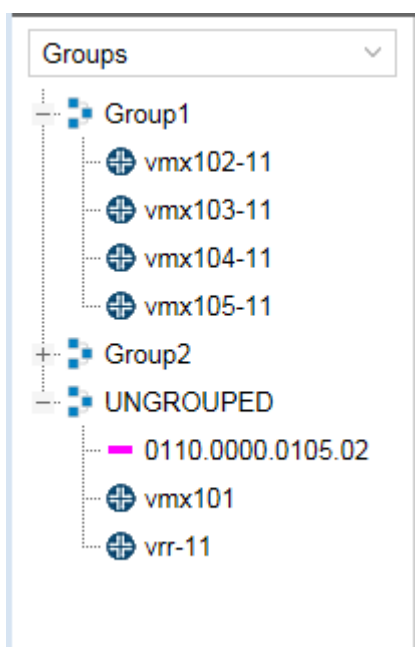 Groups
Group1
vmx102-11
vmx103-11
vmx104-11
vmx105-11
Group2
UNGROUPED
0110.0000.0105.02
vmx101
vrr-11